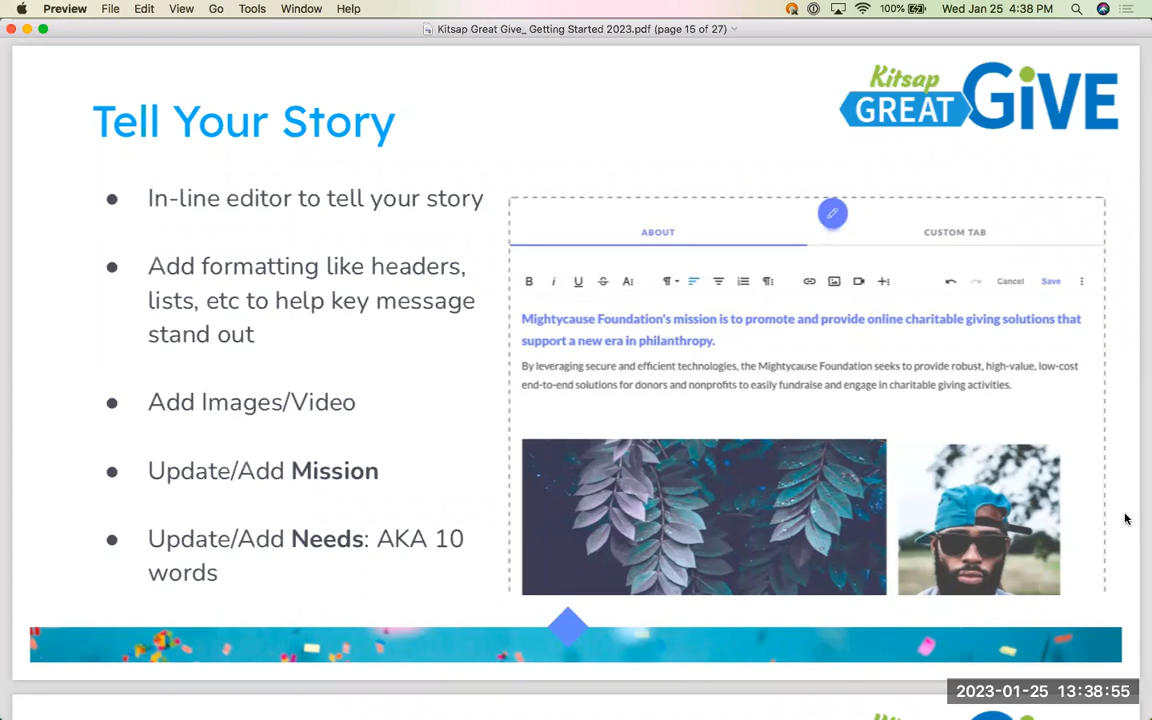 Preview File Edit View Go Tools Window Help 100% Wed Jan 25 4:38 PM
Kitsap Great Give_ Getting Started 2023.pdf (page 15 of 27)
Kitsap
GREAT GiVE
Tell Your Story
● In-line editor to tell your story
● Add formatting like headers,
lists, etc to help key message
stand out
● Add Images/Video
● Update/Add Mission
● Update/Add Needs: AKA 10
words
ABOUT CUSTOM TAB
B i U S A Cancel Save
Mightycause Foundation's mission is to promote and provide online charitable giving solutions that
support a new era in philanthropy.
By leveraging secure and efficient technologies, the Mightycause Foundation seeks to provide robust, high-value, low-cost
end-to-end solutions for donors and nonprofits to easily fundraise and engage in charitable giving activities.
2023-01-25 13:38:55